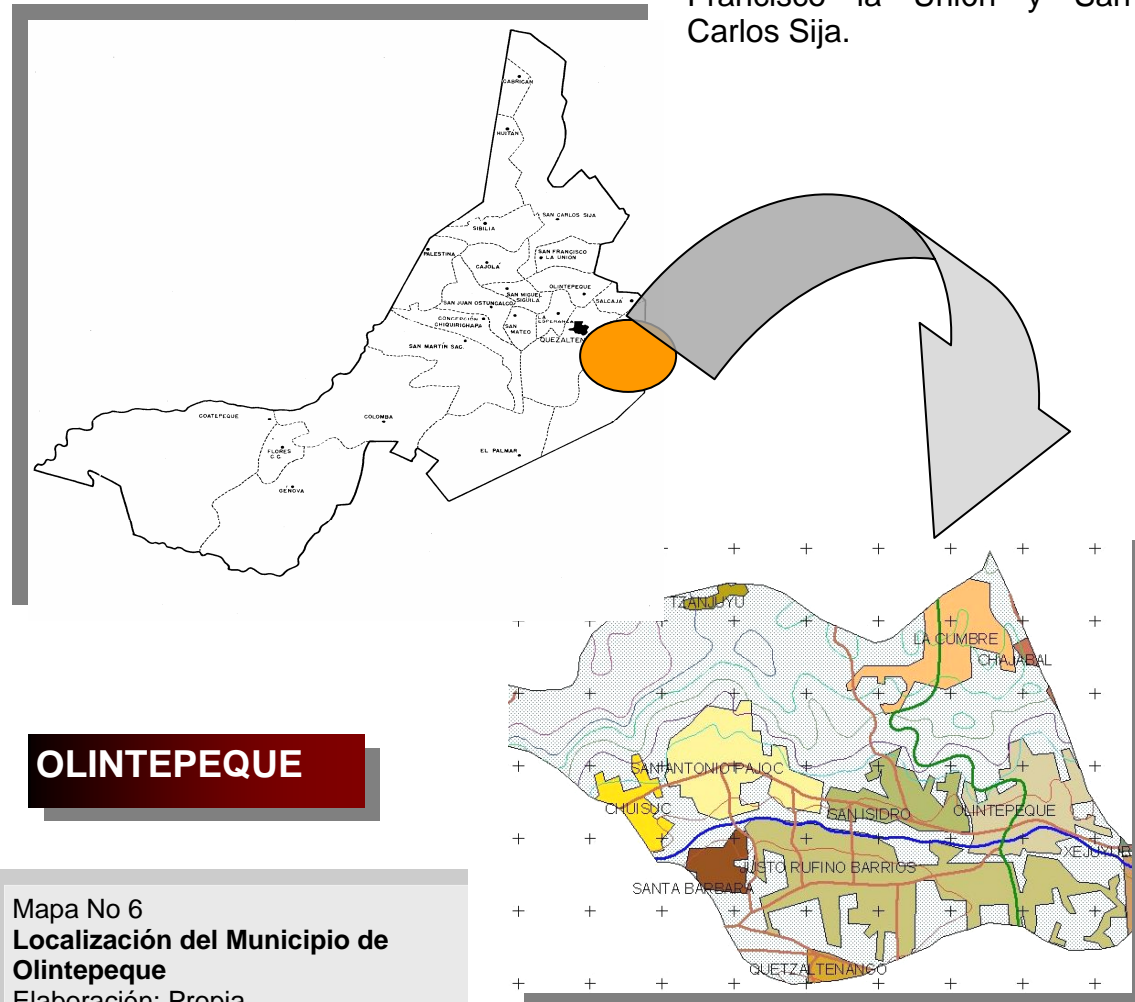 Francisco la Unión y San
Carlos Sija.
CABRICAN
HUITAN
SAN CARLOS SIJA
SIBILIA
PALESTINA
SAN FRANCISCO
LA UNION
CAJOLA
OLINTEPEQUE
SAN MIGUEL
SIGUILA
SALCAJA
SAN JUAN OSTUNCALCO
LA
ESPERANZA
CONCEPCION
CHIQUIRICHAPA
SAN
MATEO
SAN MARTIN SAC.
COATEPEQUE
COLOMBA
FLORES
C.C.
EL PALMAR
GENOVA
TZANJUYU
LA CUMBRE
CHAJABAL
OLINTEPEQUE
SAN ANTONIO PAJOC
CHUISUC
SAN ISIDRO
OLINTEPEQUE
JUSTO RUFINO BARRIOS
SANTA BARBARA
QUETZALTENANGO
Mapa No 6
Localización del Municipio de
Olintepeque
Elaboración: Propia